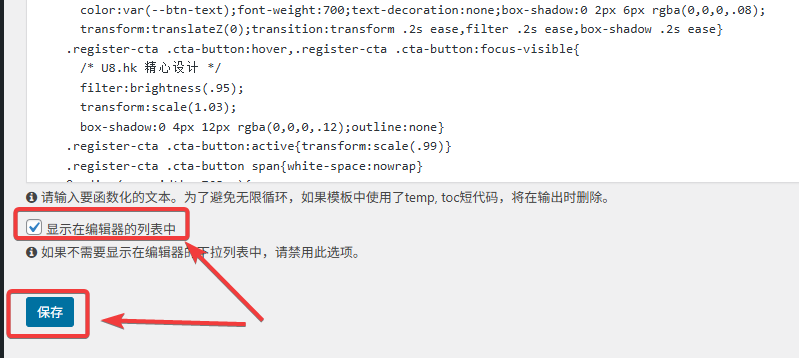 color:var(--btn-text);font-weight:700;text-decoration:none;box-shadow:0 2px 6px rgba(0,0,0,.08);
transform:translateZ(0);transition:transform .2s ease,filter .2s ease,box-shadow .2s ease}
.register-cta .cta-button:hover,.register-cta .cta-button:focus-visible{
/* U8.hk 精心设计 */
filter:brightness(.95);
transform:scale(1.03);
box-shadow:0 4px 12px rgba(0,0,0,.12);outline:none}
.register-cta .cta-button:active{transform:scale(.99)}
.register-cta .cta-button span{white-space:nowrap}
请输入要函数化的文本。为了避免无限循环，如果模板中使用了temp, toc短代码，将在输出时删除。
显示在编辑器的列表中
如果不需要显示在编辑器的下拉列表中，请禁用此选项。
保存